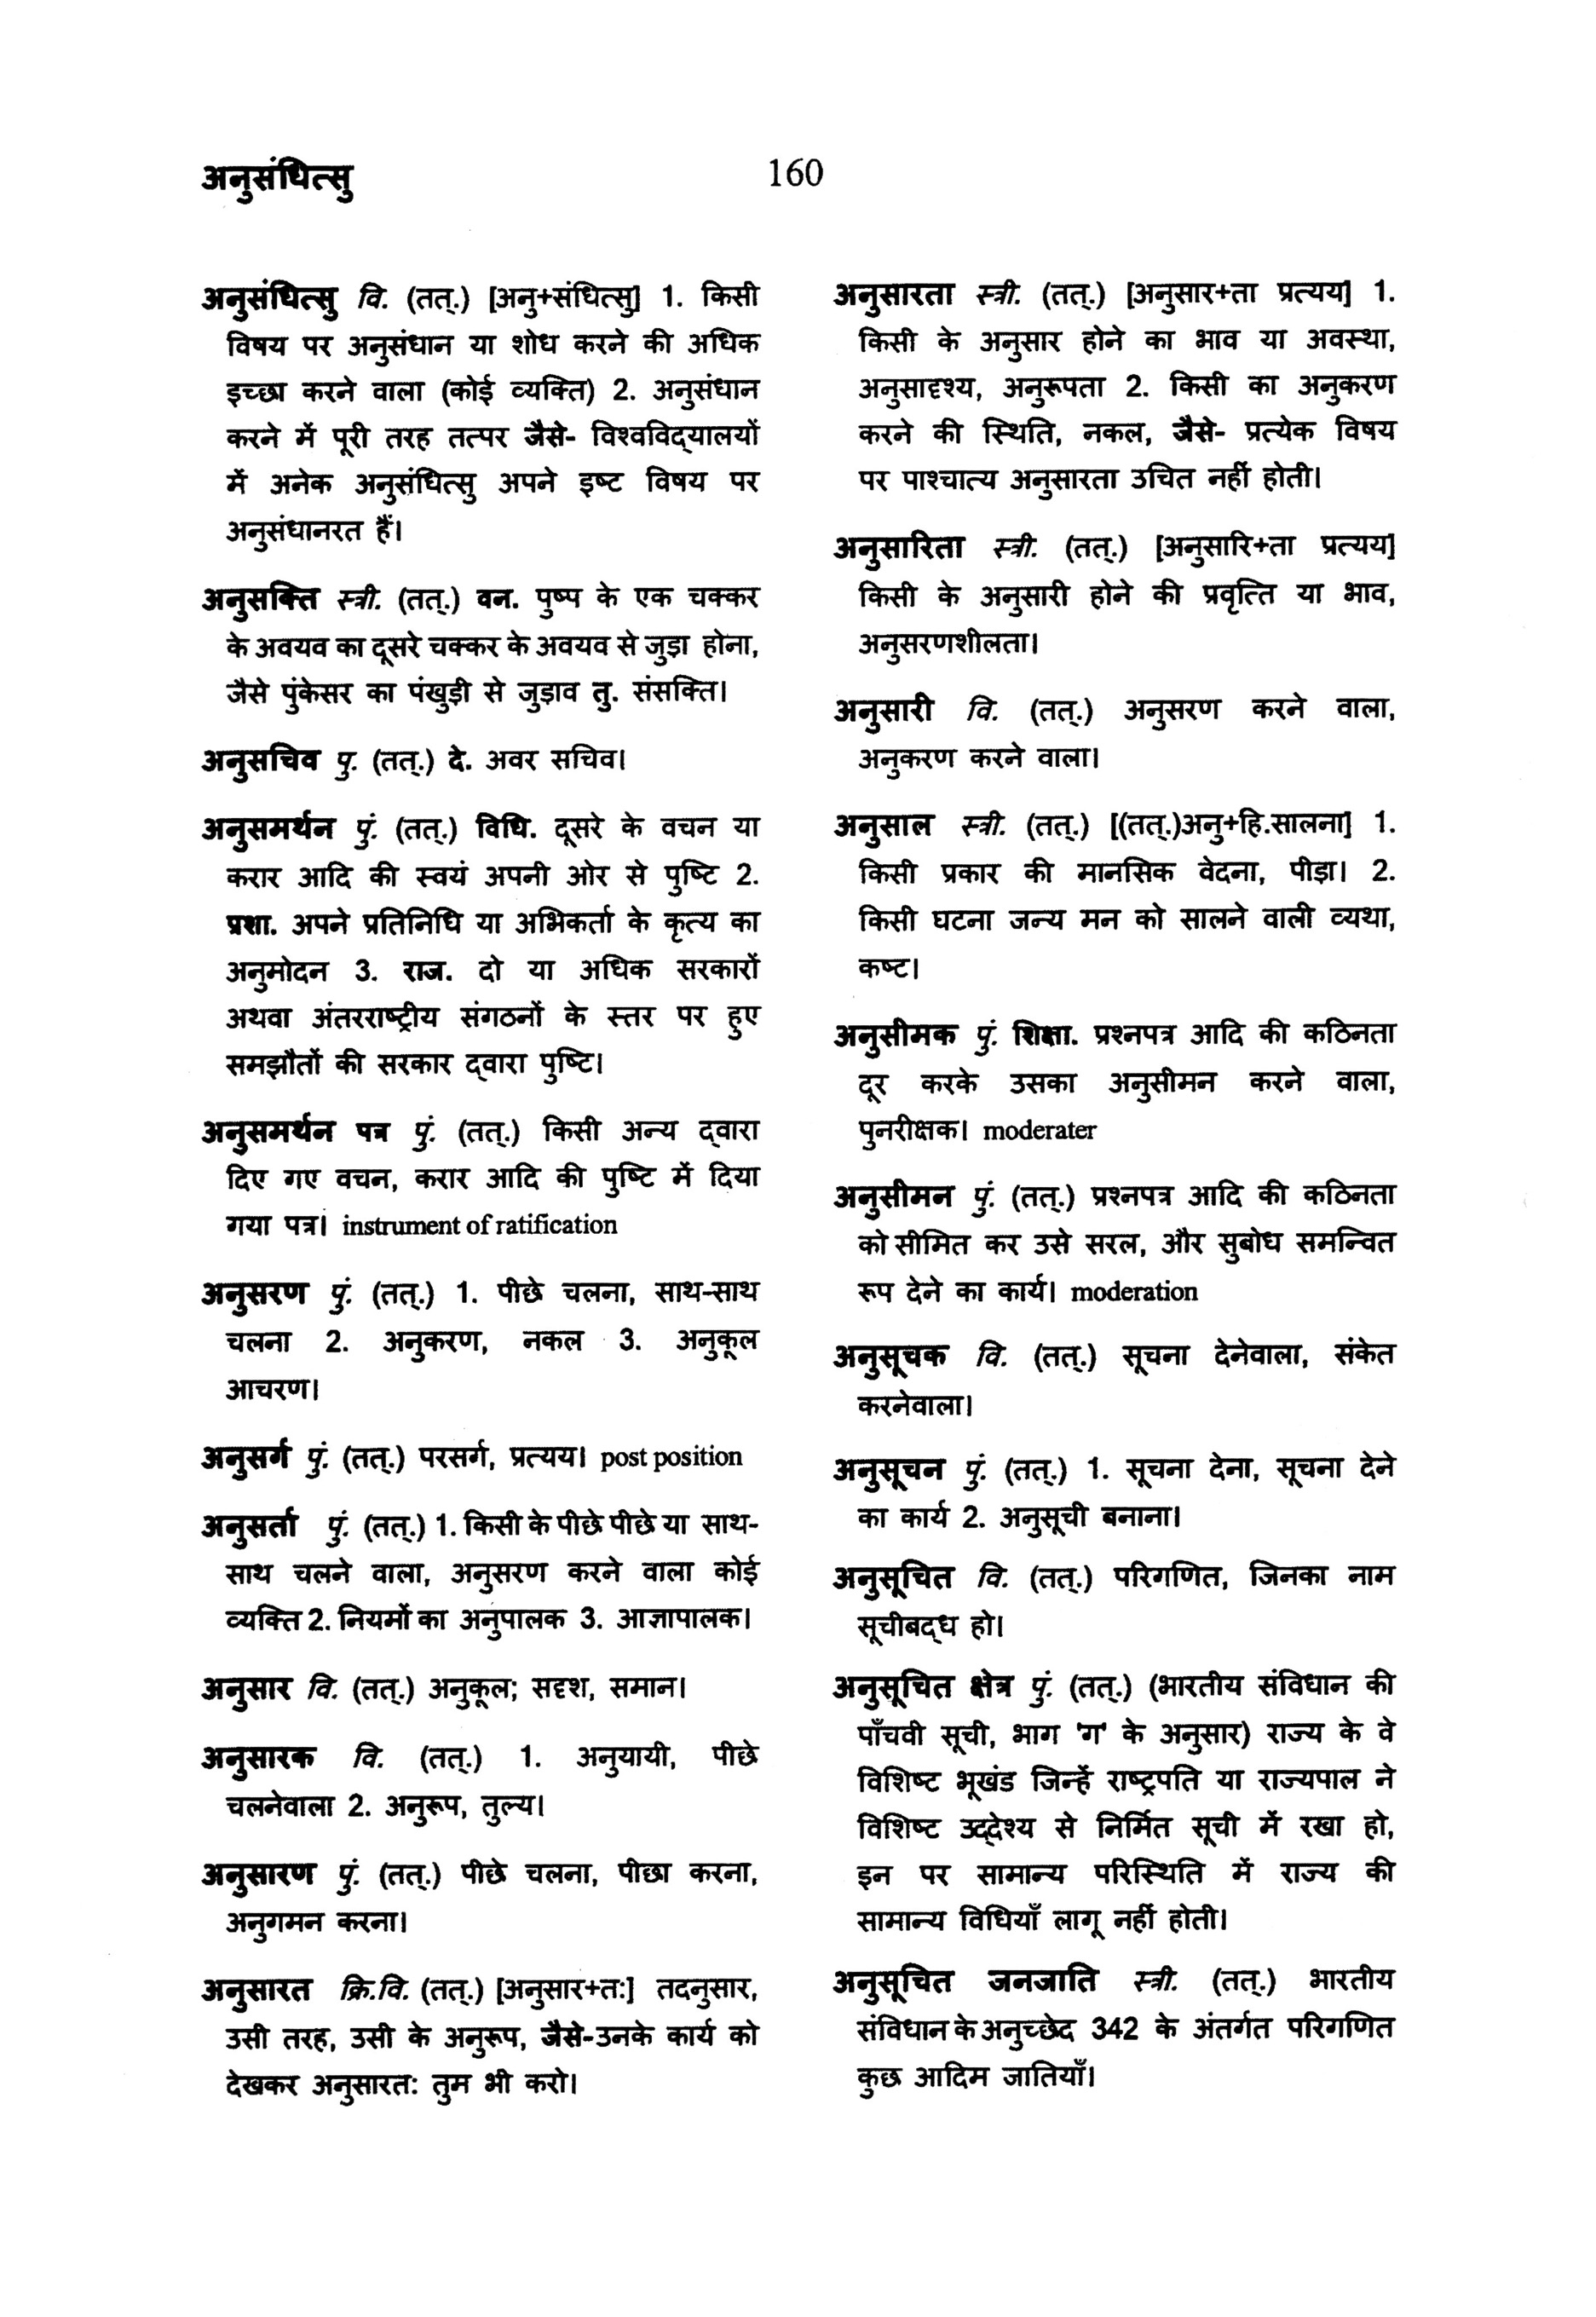 अनुसंधित्सु
160
अनुसंधित्सु वि. (तत्.) [अनु+संधित्सु] 1. किसी
विषय पर अनुसंधान या शोध करने की अधिक
इच्छा करने वाला (कोई व्यक्ति) 2. अनुसंधान
करने में पूरी तरह तत्पर जैसे- विश्वविद्यालयों
में अनेक अनुसंधित्सु अपने इष्ट विषय पर
अनुसंधानरत हैं।
अनुसक्ति स्त्री. (तत्.) वन. पुष्प के एक चक्कर
के अवयव का दूसरे चक्कर के अवयव से जुड़ा होना,
जैसे पुंकेसर का पंखुड़ी से जुड़ाव तु. संसक्ति।
अनुसचिव पु. (तत्.) दे. अवर सचिव।
अनुसमर्थन पुं. (तत्.) विधि. दूसरे के वचन या
करार आदि की स्वयं अपनी ओर से पुष्टि 2.
प्रशा. अपने प्रतिनिधि या अभिकर्ता के कृत्य का
अनुमोदन 3. राज. दो या अधिक सरकारों
अथवा अंतरराष्ट्रीय संगठनों के स्तर पर हुए
समझौतों की सरकार द्वारा पुष्टि।
अनुसमर्थन पत्र पुं. (तत्.) किसी अन्य द्वारा
दिए गए वचन, करार आदि की पुष्टि में दिया
गया पत्र। instrument of ratification
अनुसरण पुं. (तत्.) 1. पीछे चलना, साथ-साथ
चलना 2. अनुकरण, नकल 3. अनुकूल
आचरण।
अनुसर्ग पुं. (तत्.) परसर्ग, प्रत्यय। post position
अनुसर्ता पुं. (तत्.) 1. किसी के पीछे पीछे या साथ-
साथ चलने वाला, अनुसरण करने वाला कोई
व्यक्ति 2. नियमों का अनुपालक 3. आज्ञापालक।
अनुसार वि. (तत्.) अनुकूल; सदृश, समान।
अनुसारक वि. (तत्.) 1. अनुयायी, पीछे
चलनेवाला 2. अनुरूप, तुल्य।
अनुसारण पुं. (तत्.) पीछे चलना, पीछा करना,
अनुगमन करना।
अनुसारत क्रि.वि. (तत्.) [अनुसार+त:] तदनुसार,
उसी तरह, उसी के अनुरूप, जैसे-उनके कार्य को
देखकर अनुसारत: तुम भी करो।
अनुसारता स्त्री. (तत्.) [अनुसार+ता प्रत्यय] 1.
किसी के अनुसार होने का भाव या अवस्था,
अनुसादृश्य, अनुरूपता 2. किसी का अनुकरण
करने की स्थिति, नकल, जैसे- प्रत्येक विषय
पर पाश्चात्य अनुसारता उचित नहीं होती।
अनुसारिता स्त्री. (तत्.) [अनुसारि+ता प्रत्यय]
किसी के अनुसारी होने की प्रवृत्ति या भाव,
अनुसरणशीलता।
अनुसारी वि. (तत्.) अनुसरण करने वाला,
अनुकरण करने वाला।
अनुसाल स्त्री. (तत्.) [(तत्.)अनु+हि.सालना] 1.
किसी प्रकार की मानसिक वेदना, पीड़ा। 2.
किसी घटना जन्य मन को सालने वाली व्यथा,
कष्ट।
अनुसीमक पुं. शिक्षा. प्रश्नपत्र आदि की कठिनता
दूर करके उसका अनुसीमन करने वाला,
पुनरीक्षक। moderater
अनुसीमन पुं. (तत्.) प्रश्नपत्र आदि की कठिनता
को सीमित कर उसे सरल, और सुबोध समन्वित
रूप देने का कार्य। moderation
अनुसूचक वि. (तत्.) सूचना देनेवाला, संकेत
करनेवाला।
अनुसूचन पुं. (तत्.) 1. सूचना देना, सूचना देने
का कार्य 2. अनुसूची बनाना।
अनुसूचित वि. (तत्.) परिगणित, जिनका नाम
सूचीबद्ध हो।
अनुसूचित क्षेत्र पुं. (तत्.) (भारतीय संविधान की
पाँचवी सूची, भाग 'ग' के अनुसार) राज्य के वे
विशिष्ट भूखंड जिन्हें राष्ट्रपति या राज्यपाल ने
विशिष्ट उद्देश्य से निर्मित सूची में रखा हो,
इन पर सामान्य परिस्थिति में राज्य की
सामान्य विधियाँ लागू नहीं होती।
अनुसूचित जनजाति स्त्री. (तत्.) भारतीय
संविधान के अनुच्छेद 342 के अंतर्गत परिगणित
कुछ आदिम जातियाँ।